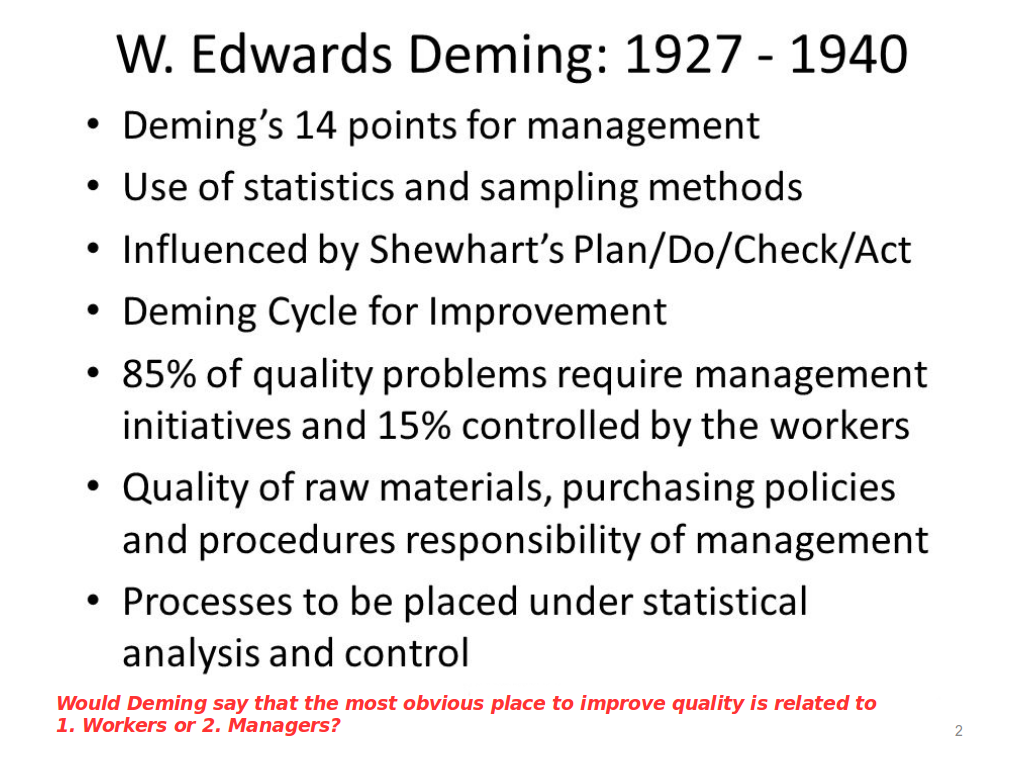 W. Edwards Deming: 1927 - 1940
• Deming’s 14 points for management
• Use of statistics and sampling methods
• Influenced by Shewhart’s Plan/Do/Check/Act
• Deming Cycle for Improvement
• 85% of quality problems require management
initiatives and 15% controlled by the workers
• Quality of raw materials, purchasing policies
and procedures responsibility of management
• Processes to be placed under statistical
analysis and control
Would Deming say that the most obvious place to improve quality is related to
1. Workers or 2. Managers?
2